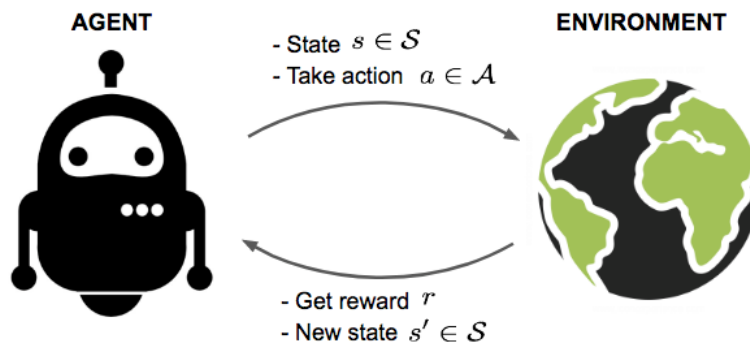 AGENT
ENVIRONMENT
- State s ∈ 𝒮
- Take action a ∈ 𝒜
- Get reward r
- New state s′ ∈ 𝒮